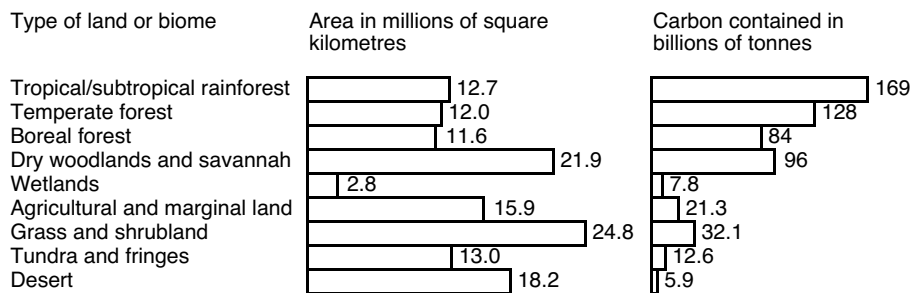 Type of land or biome Area in millions of square Carbon contained in
kilometres billions of tonnes
Tropical/subtropical rainforest 12.7 169
Temperate forest 12.0 128
Boreal forest 11.6 84
Dry woodlands and savannah 21.9 96
Wetlands 2.8 7.8
Agricultural and marginal land 15.9 21.3
Grass and shrubland 24.8 32.1
Tundra and fringes 13.0 12.6
Desert 18.2 5.9